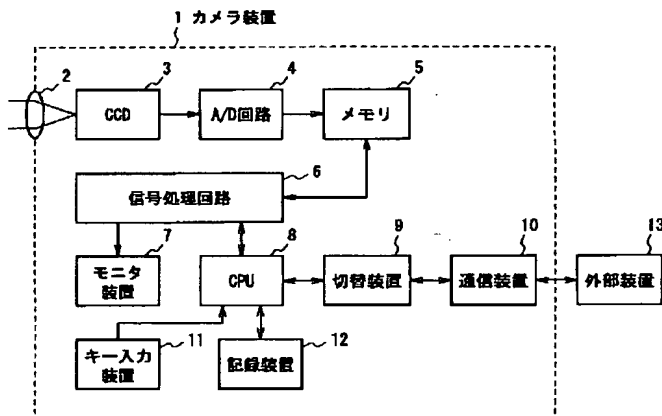 1 カメラ装置
2
3
4
5
CCD
A/D回路
メモリ
6
信号処理回路
7
8
9
10
13
モニタ
装置
CPU
切替装置
通信装置
外部装置
11
12
キー入力
装置
記録装置